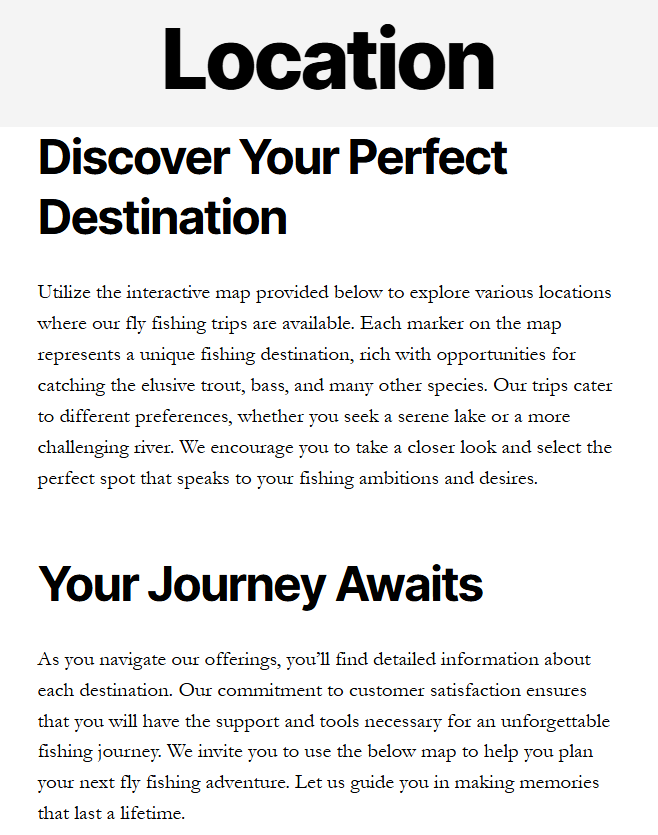 Location
Discover Your Perfect
Destination
Utilize the interactive map provided below to explore various locations
where our fly fishing trips are available. Each marker on the map
represents a unique fishing destination, rich with opportunities for
catching the elusive trout, bass, and many other species. Our trips cater
to different preferences, whether you seek a serene lake or a more
challenging river. We encourage you to take a closer look and select the
perfect spot that speaks to your fishing ambitions and desires.
Your Journey Awaits
As you navigate our offerings, you’ll find detailed information about
each destination. Our commitment to customer satisfaction ensures
that you will have the support and tools necessary for an unforgettable
fishing journey. We invite you to use the below map to help you plan
your next fly fishing adventure. Let us guide you in making memories
that last a lifetime.